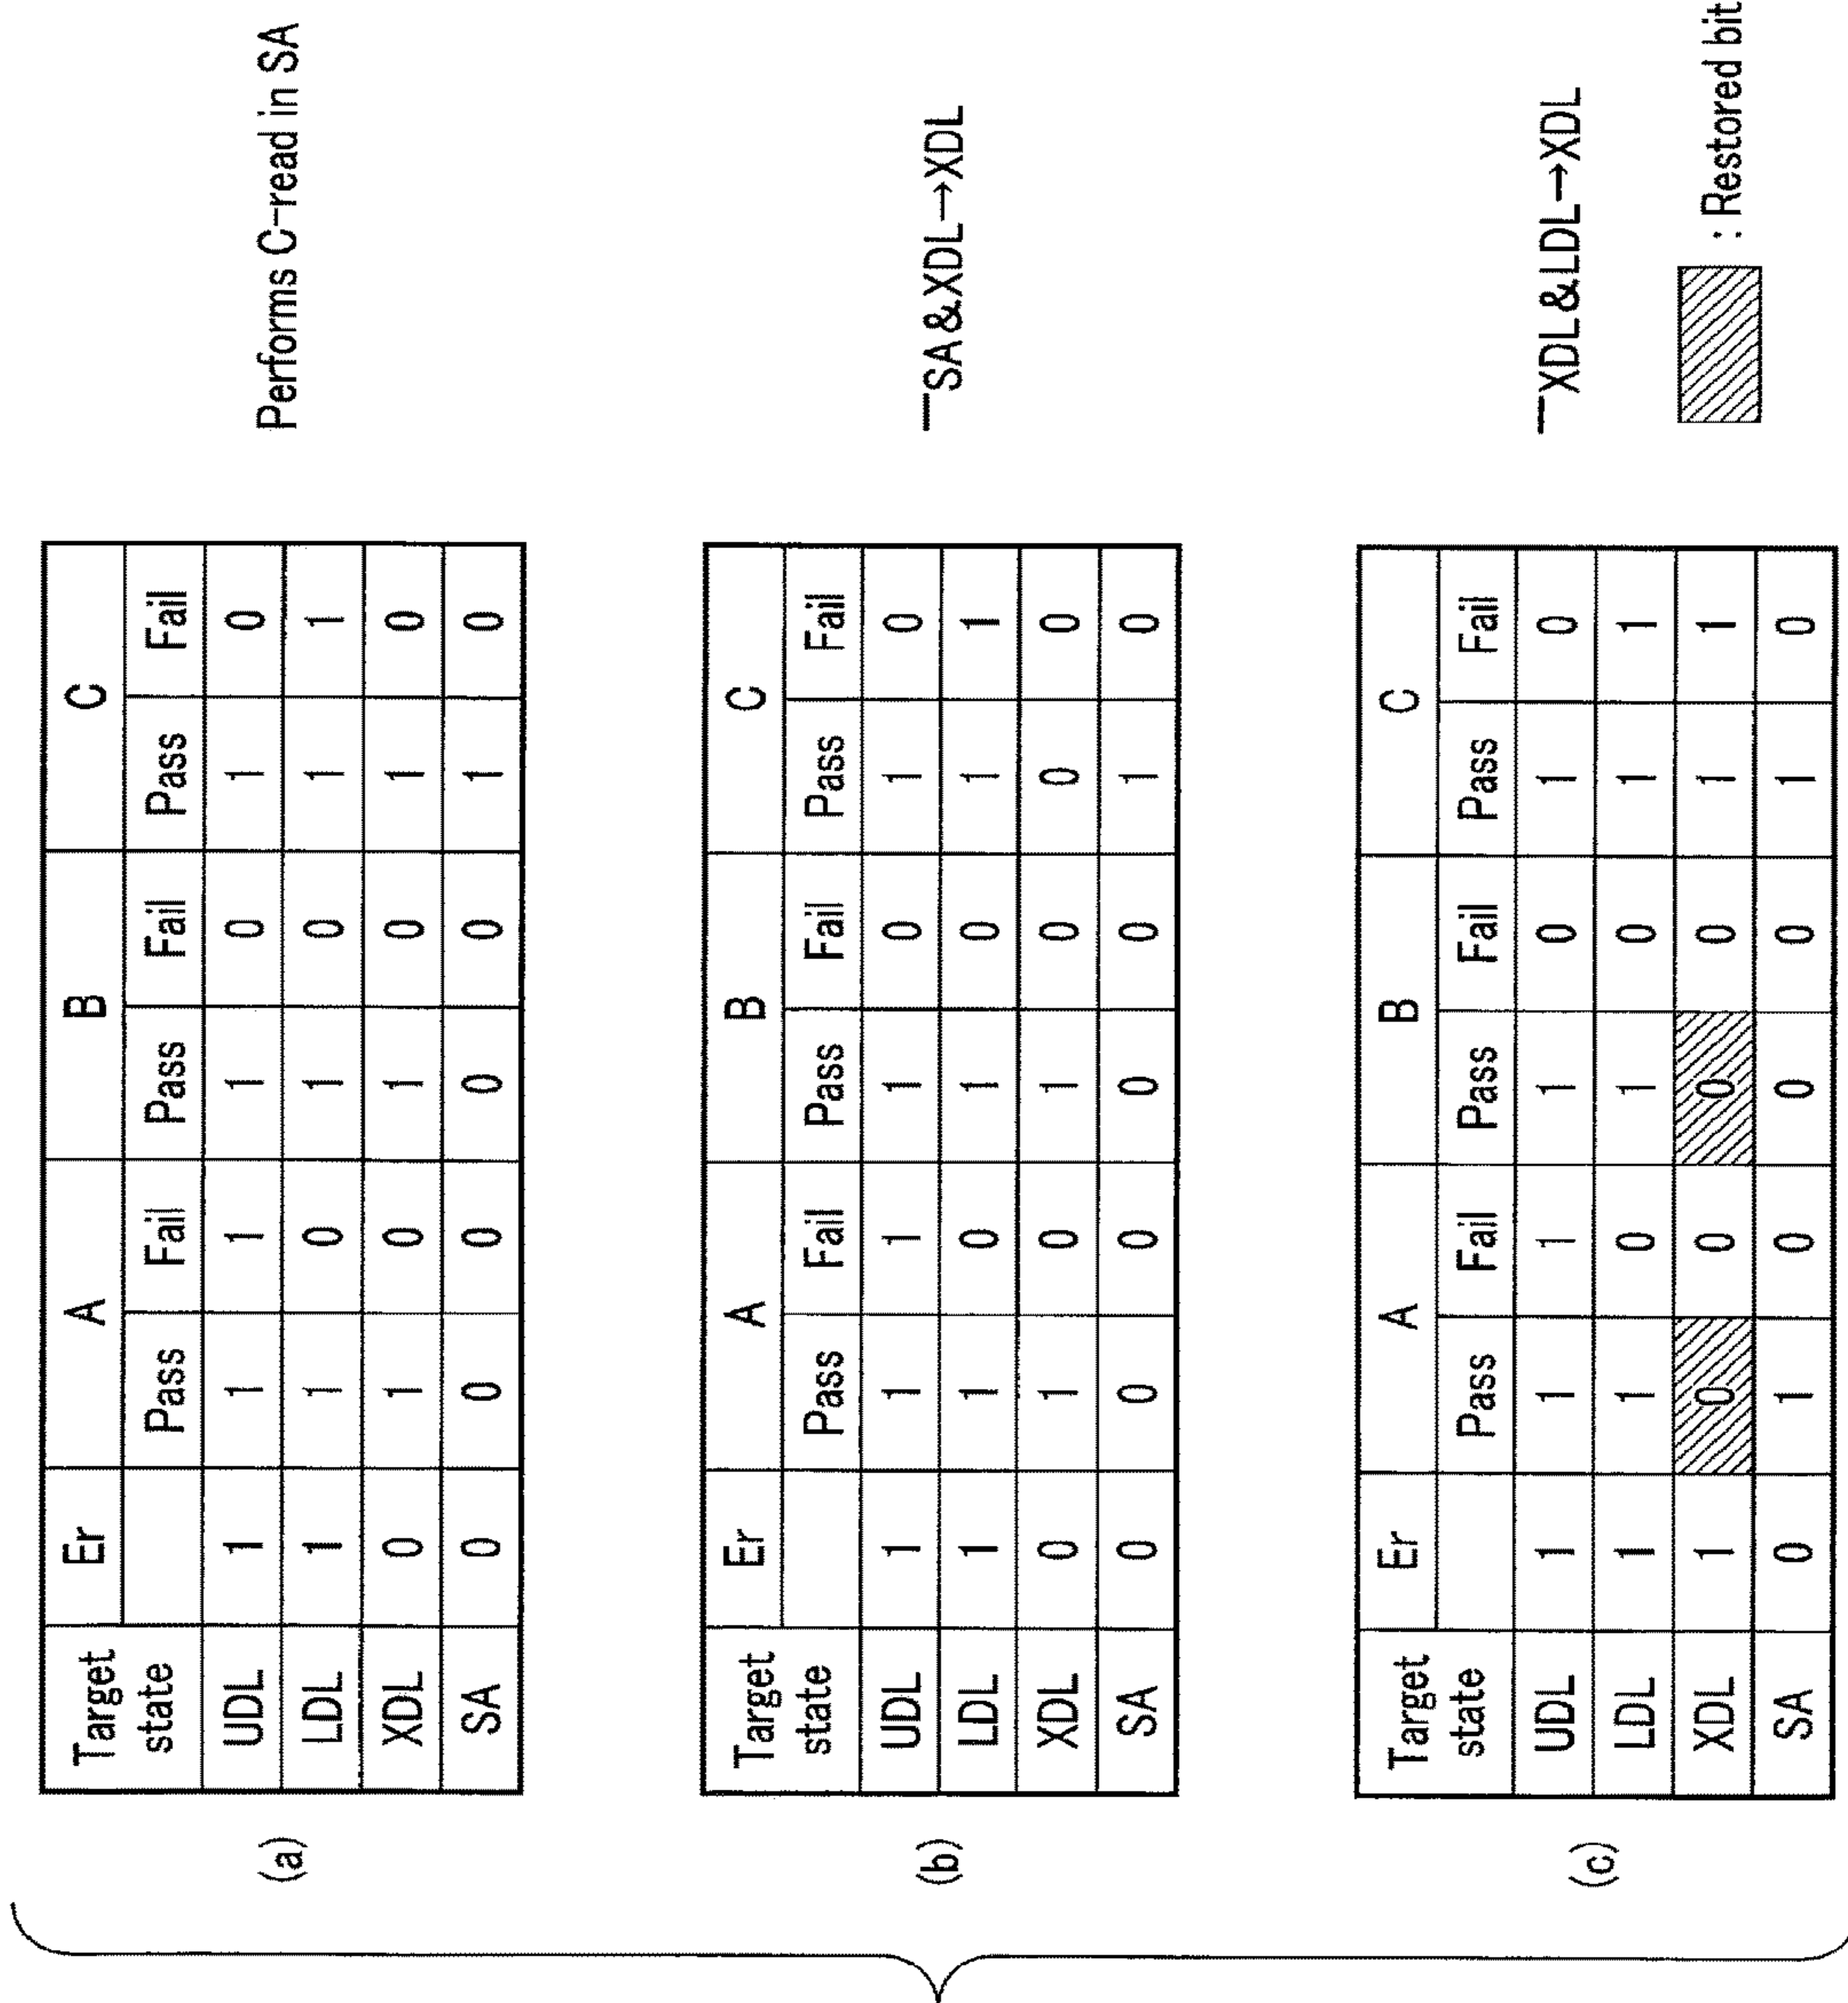 (a)
Target state Er A B C
Pass Fail Pass Fail Pass Fail
UDL 1 1 1 1 0 1 0
LDL 1 1 0 1 0 1 1
XDL 0 1 0 1 0 1 0
SA 0 0 0 0 0 1 0
Performs C-read in SA
(b)
Target state Er A B C
Pass Fail Pass Fail Pass Fail
UDL 1 1 1 1 0 1 0
LDL 1 1 0 1 0 1 1
XDL 0 1 0 1 0 0 0
SA 0 0 0 0 0 1 0
¬SA&XDL→XDL
(c)
Target state Er A B C
Pass Fail Pass Fail Pass Fail
UDL 1 1 1 1 0 1 0
LDL 1 1 0 1 0 1 1
XDL 1 0 0 0 0 1 1
SA 0 1 0 0 0 1 0
¬XDL&LDL→XDL
: Restored bit